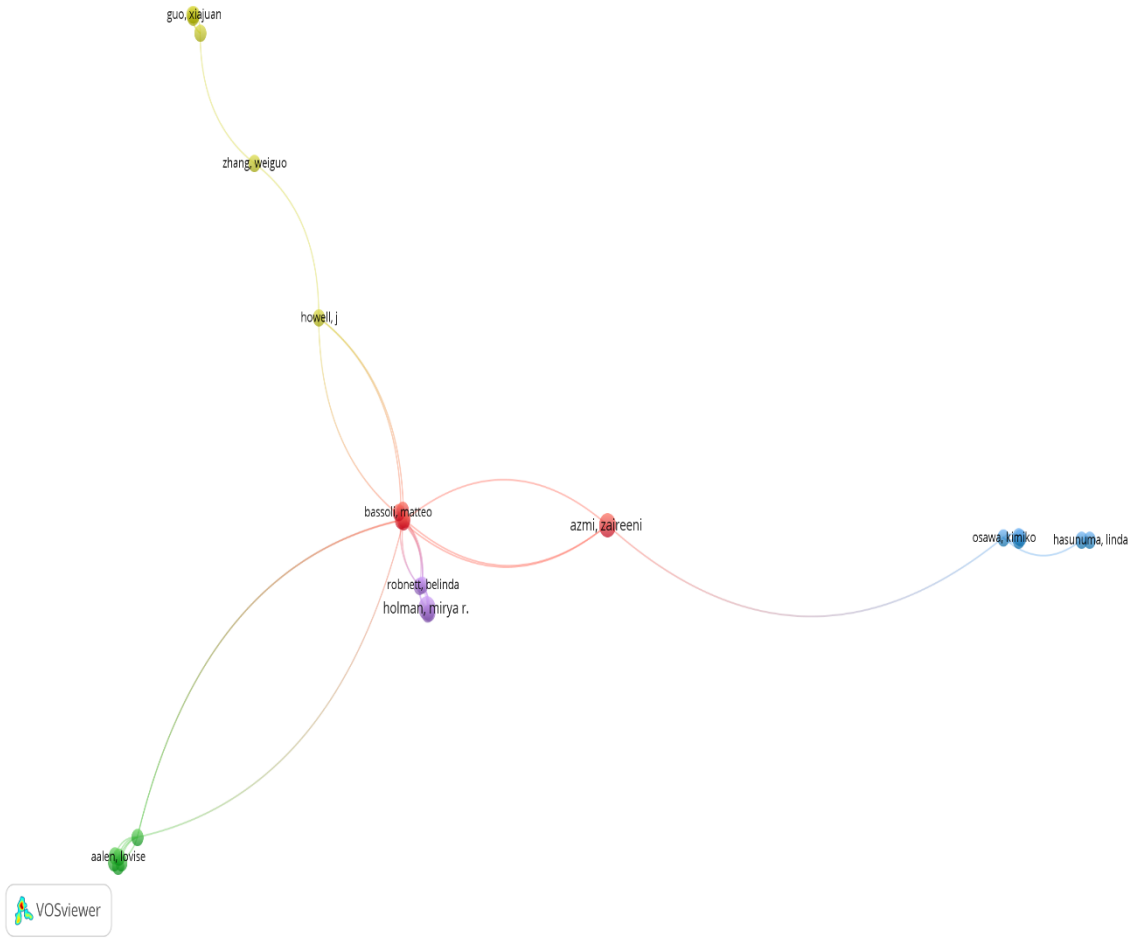 guo, xiajuan
zhang, weiguo
howell, j
bassoli, matteo
azmi, zaireeni
osawa, kimiko
hasunuma, linda
robnett, belinda
holman, mirya r.
aalen, lovise
VOSviewer